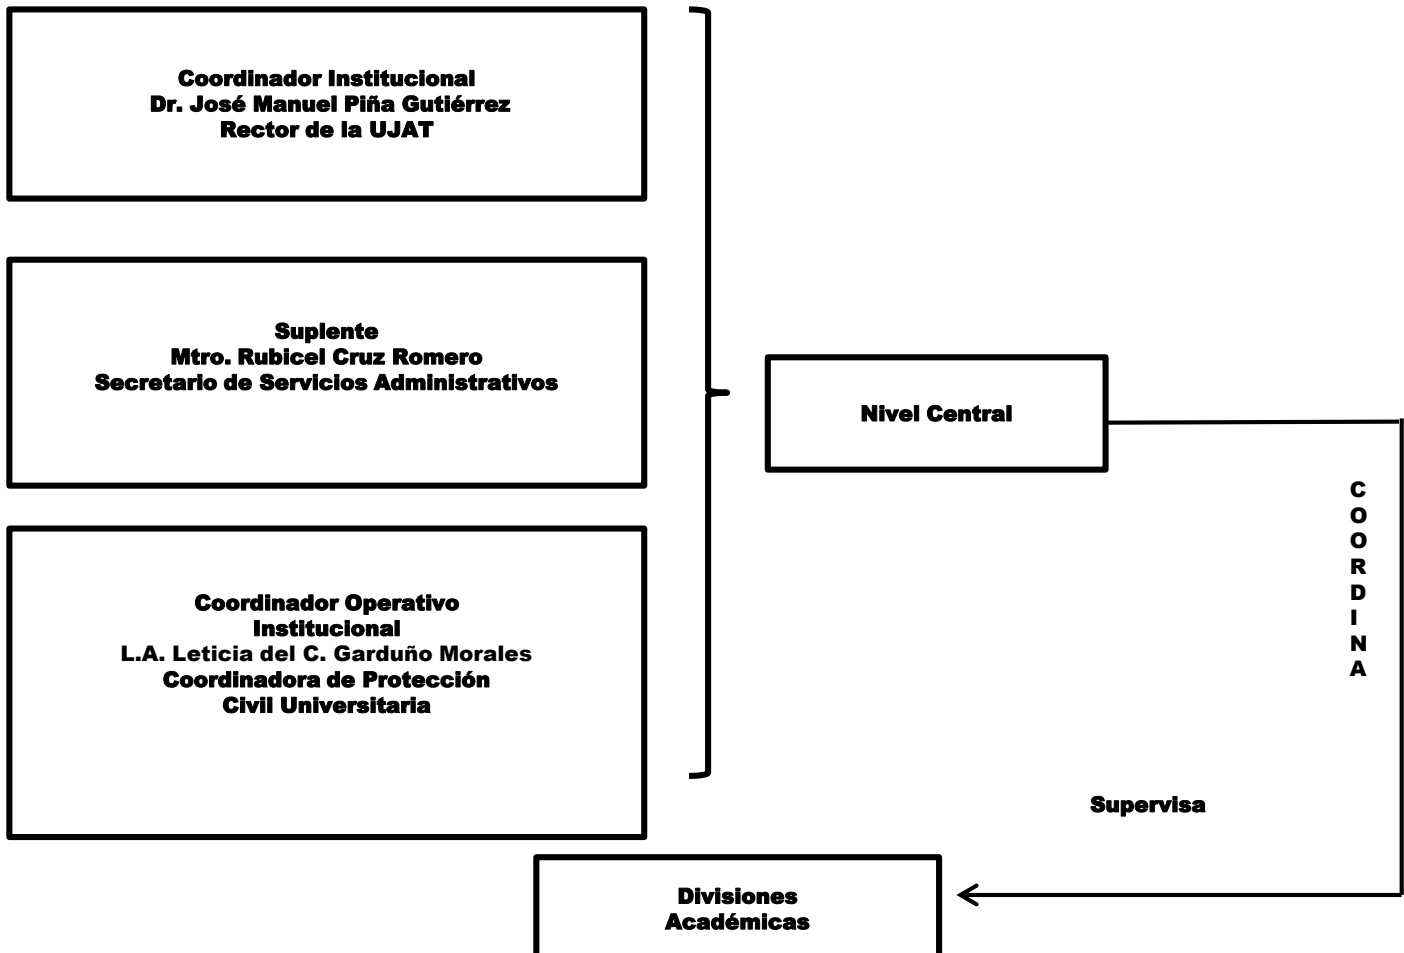 Coordinador Institucional
Dr. José Manuel Piña Gutiérrez
Rector de la UJAT
Suplente
Mtro. Rubicel Cruz Romero
Secretario de Servicios Administrativos
Coordinador Operativo
Institucional
L.A. Leticia del C. Garduño Morales
Coordinadora de Protección
Civil Universitaria
Nivel Central
C
O
O
R
D
I
N
A
Supervisa
Divisiones
Académicas